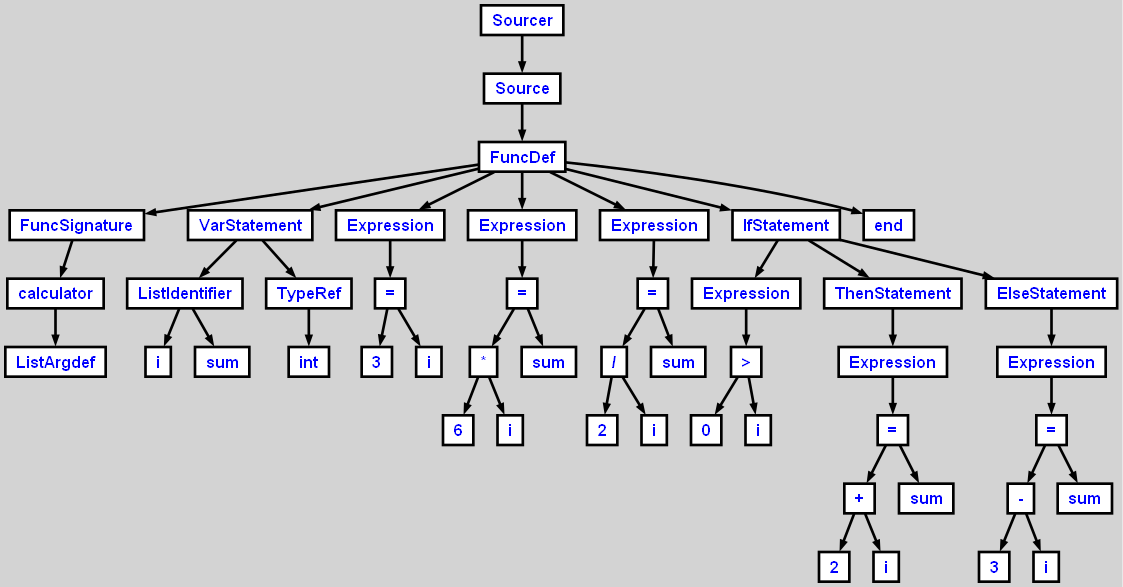 Sourcer
Source
FuncDef
FuncSignature VarStatement Expression Expression Expression IfStatement end
calculator ListIdentifier TypeRef = = = Expression ThenStatement ElseStatement
ListArgdef i sum int 3 i * sum / sum > Expression Expression
6 i 2 i 0 i = =
+ sum - sum
2 i 3 i